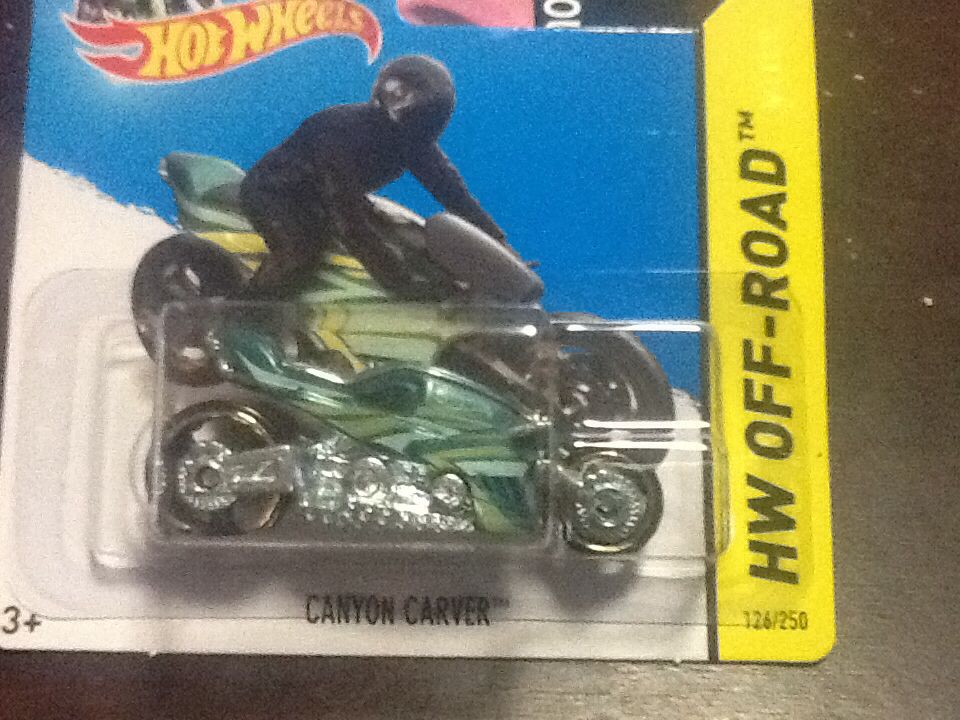 HOT WHEELS
HW OFF-ROAD™
CANYON CARVER™
3+
126/250